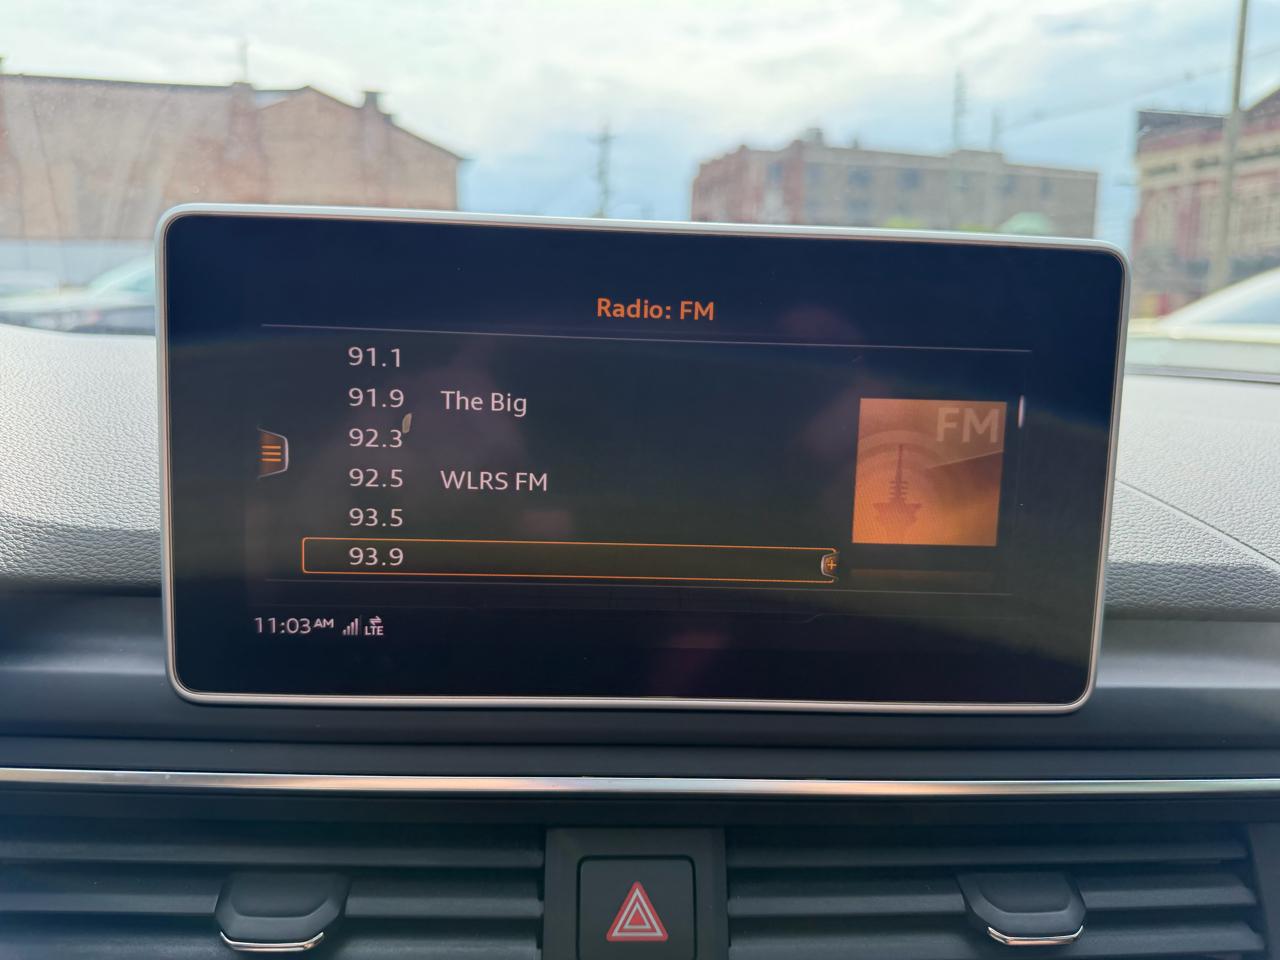 Radio: FM
91.1
91.9 The Big
92.3
92.5 WLRS FM
93.5
93.9
FM
11:03 AM LTE